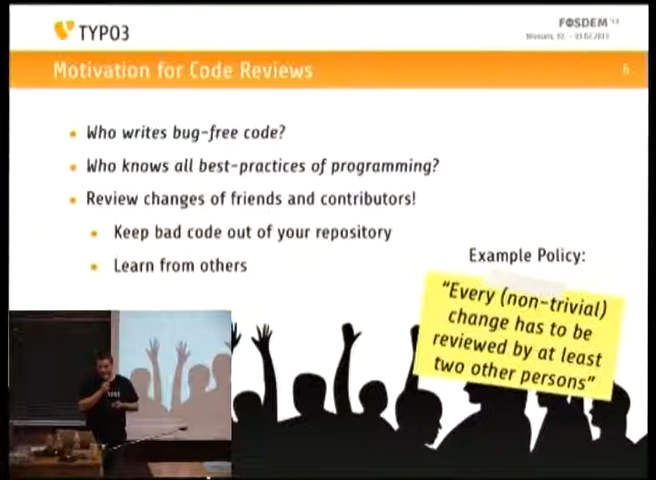 TYPO3
FOSDEM '13
Brussels, 02. - 03.02.2013
Motivation for Code Reviews
6
Who writes bug-free code?
Who knows all best-practices of programming?
Review changes of friends and contributors!
Keep bad code out of your repository
Learn from others
Example Policy:
"Every (non-trivial)
change has to be
reviewed by at least
two other persons"